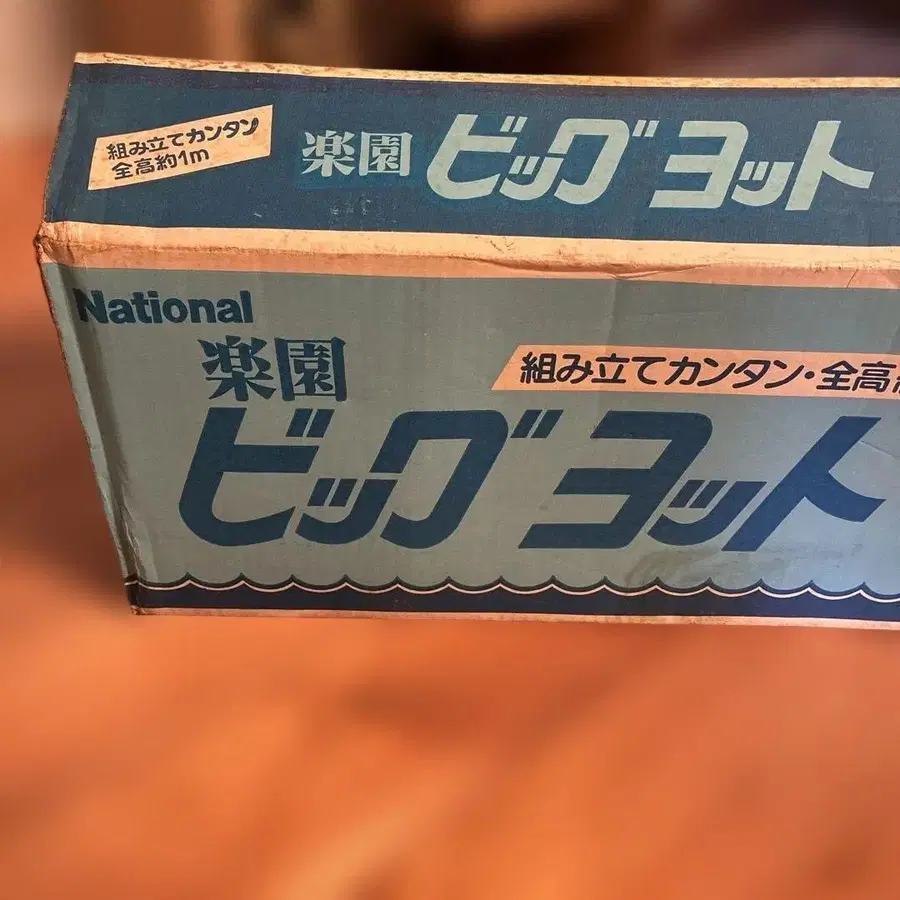 組み立てカンタン
全高約1m
楽園 ビッグヨット
National
楽園
組み立てカンタン・全高
ビッグヨット